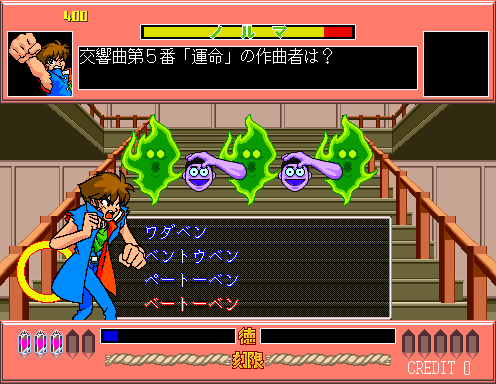 400
ノルマ
交響曲第５番「運命」の作曲者は？
ワダベン
ベントウベン
ペートーベン
ベートーベン
徳
刻限
CREDIT 0